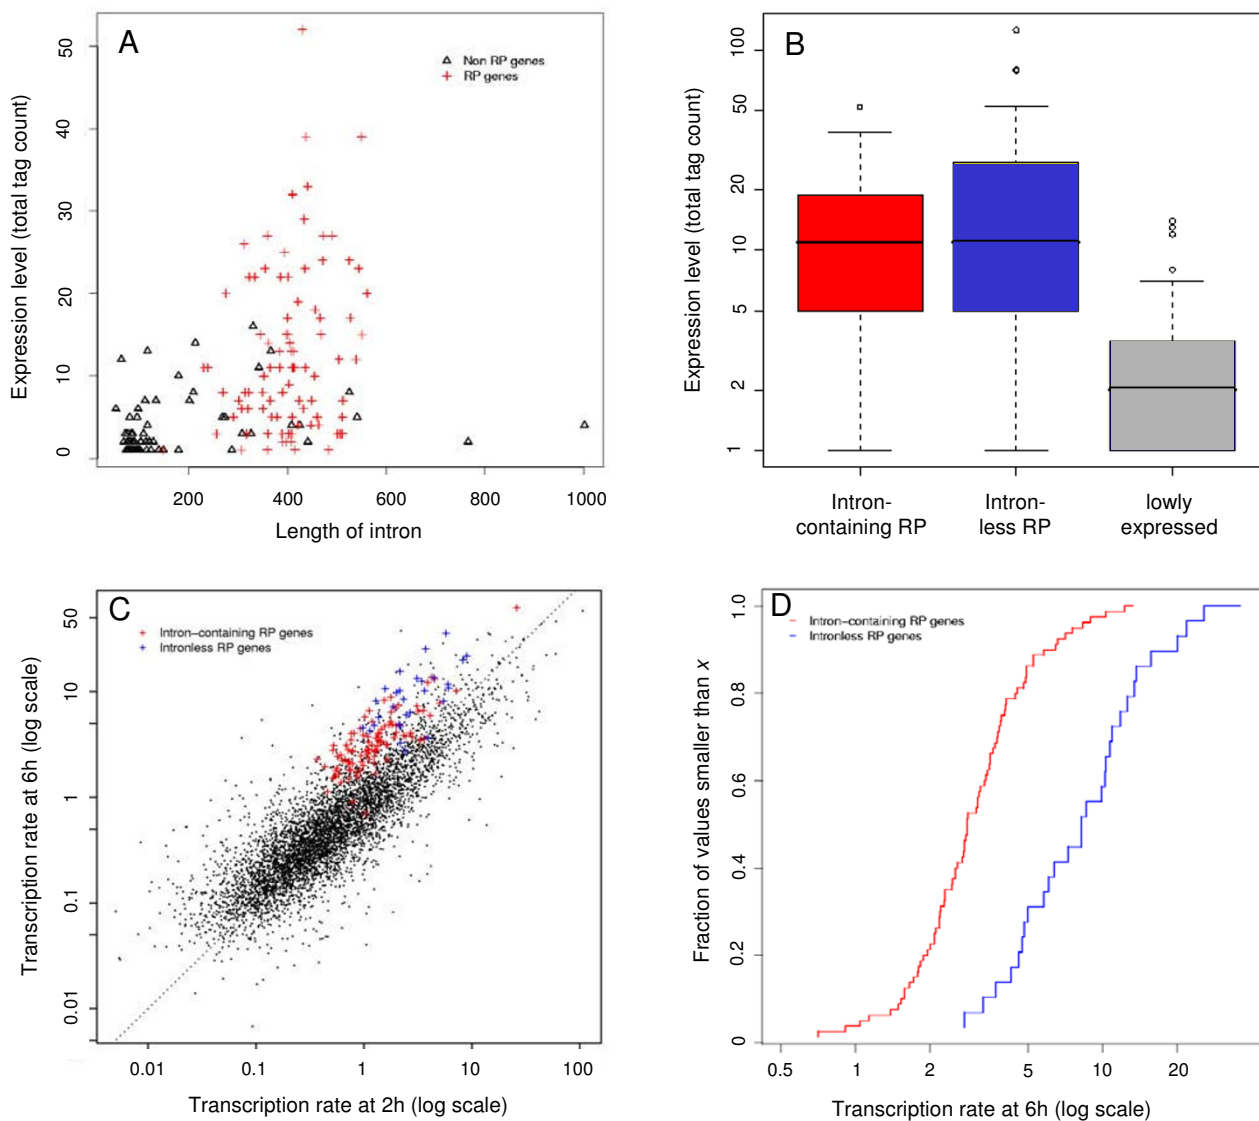 A
Non RP genes
RP genes
Expression level (total tag count)
50
40
30
20
10
0
200 400 600 800 1000
Length of intron
B
Expression level (total tag count)
100
50
20
10
5
2
1
Intron-
containing RP
Intron-
less RP
lowly
expressed
C
Intron-containing RP genes
Intronless RP genes
Transcription rate at 6h (log scale)
50
10
1
0.1
0.01
0.01 0.1 1 10 100
Transcription rate at 2h (log scale)
D
Intron-containing RP genes
Intronless RP genes
Fraction of values smaller than x
1.0
0.8
0.6
0.4
0.2
0
0.5 1 2 5 10 20
Transcription rate at 6h (log scale)